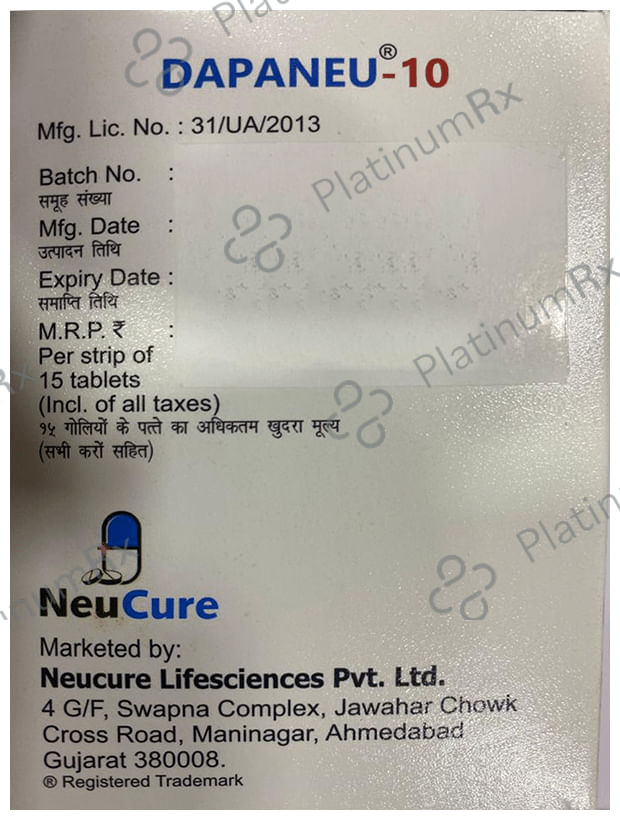 DAPANEU®-10
Mfg. Lic. No. : 31/UA/2013
Batch No. :
समूह संख्या
Mfg. Date :
उत्पादन तिथि
Expiry Date :
समाप्ति तिथि
M.R.P. ₹ :
Per strip of
15 tablets
(Incl. of all taxes)
१५ गोलियों के पत्ते का अधिकतम खुदरा मूल्य
(सभी करों सहित)
NeuCure
Marketed by:
Neucure Lifesciences Pvt. Ltd.
4 G/F, Swapna Complex, Jawahar Chowk
Cross Road, Maninagar, Ahmedabad
Gujarat 380008.
® Registered Trademark
PlatinumRx
PlatinumRx